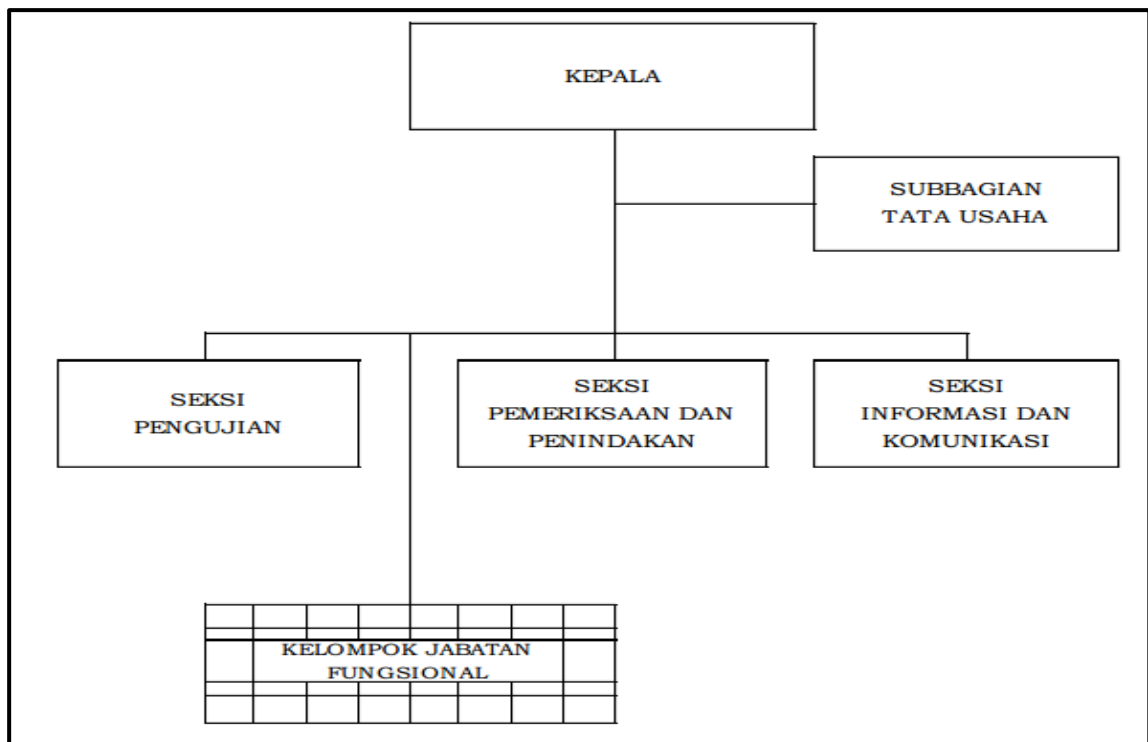 KEPALA
SUBBAGIAN
TATA USAHA
SEKSI
PENGUJIAN
SEKSI
PEMERIKSAAN DAN
PENINDAKAN
SEKSI
INFORMASI DAN
KOMUNIKASI
KELOMPOK JABATAN
FUNGSIONAL